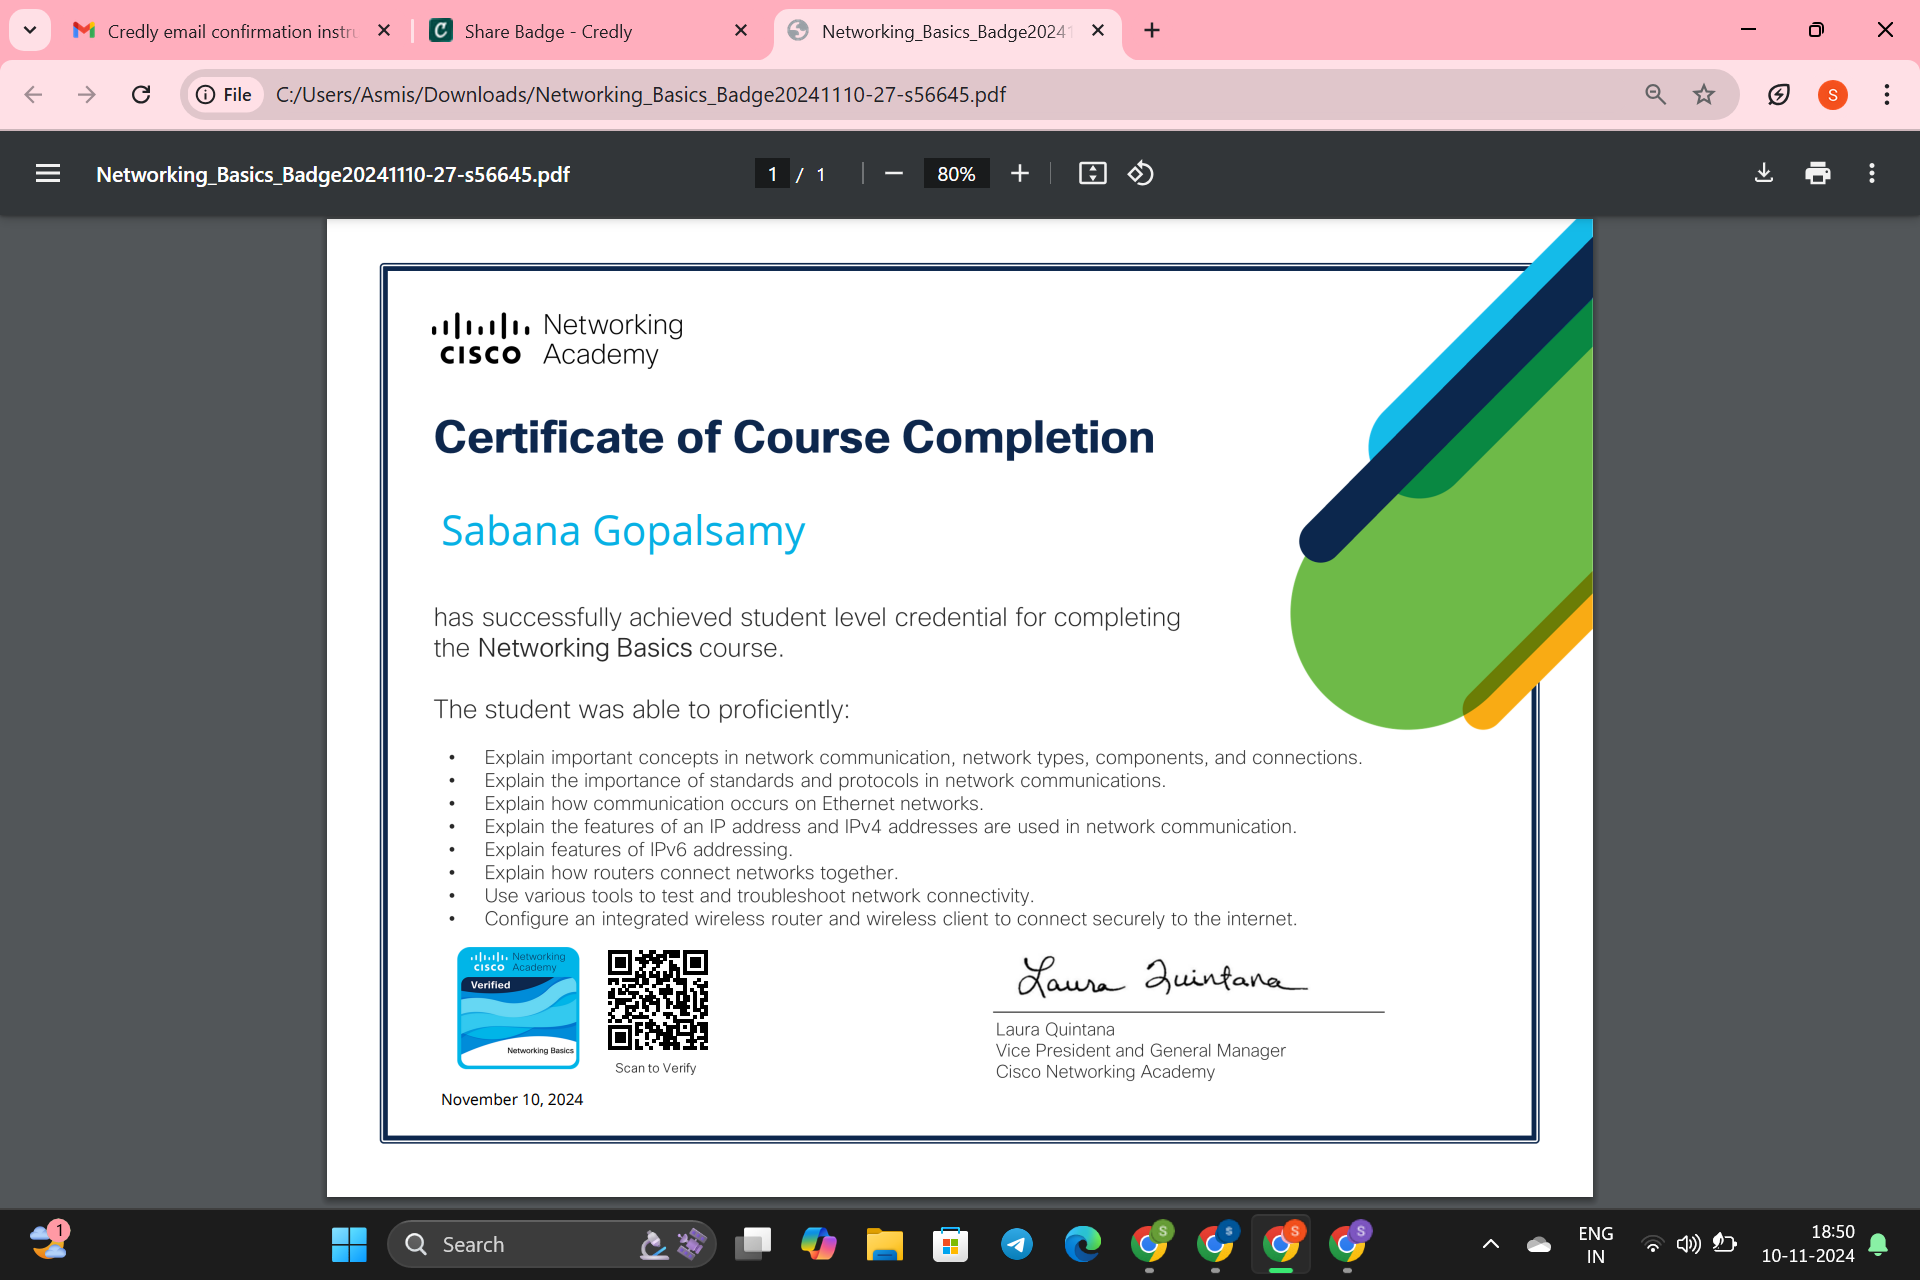 Credly email confirmation instru
Share Badge - Credly
Networking_Basics_Badge20241
File
C:/Users/Asmis/Downloads/Networking_Basics_Badge20241110-27-s56645.pdf
S
Networking_Basics_Badge20241110-27-s56645.pdf
1 / 1
80%
CISCO
Networking
Academy
Certificate of Course Completion
Sabana Gopalsamy
has successfully achieved student level credential for completing
the Networking Basics course.
The student was able to proficiently:
• Explain important concepts in network communication, network types, components, and connections.
• Explain the importance of standards and protocols in network communications.
• Explain how communication occurs on Ethernet networks.
• Explain the features of an IP address and IPv4 addresses are used in network communication.
• Explain features of IPv6 addressing.
• Explain how routers connect networks together.
• Use various tools to test and troubleshoot network connectivity.
• Configure an integrated wireless router and wireless client to connect securely to the internet.
CISCO
Networking
Academy
Verified
Networking Basics
Scan to Verify
November 10, 2024
Laura Quintana
Laura Quintana
Vice President and General Manager
Cisco Networking Academy
1
Search
S
S
S
S
ENG
IN
18:50
10-11-2024